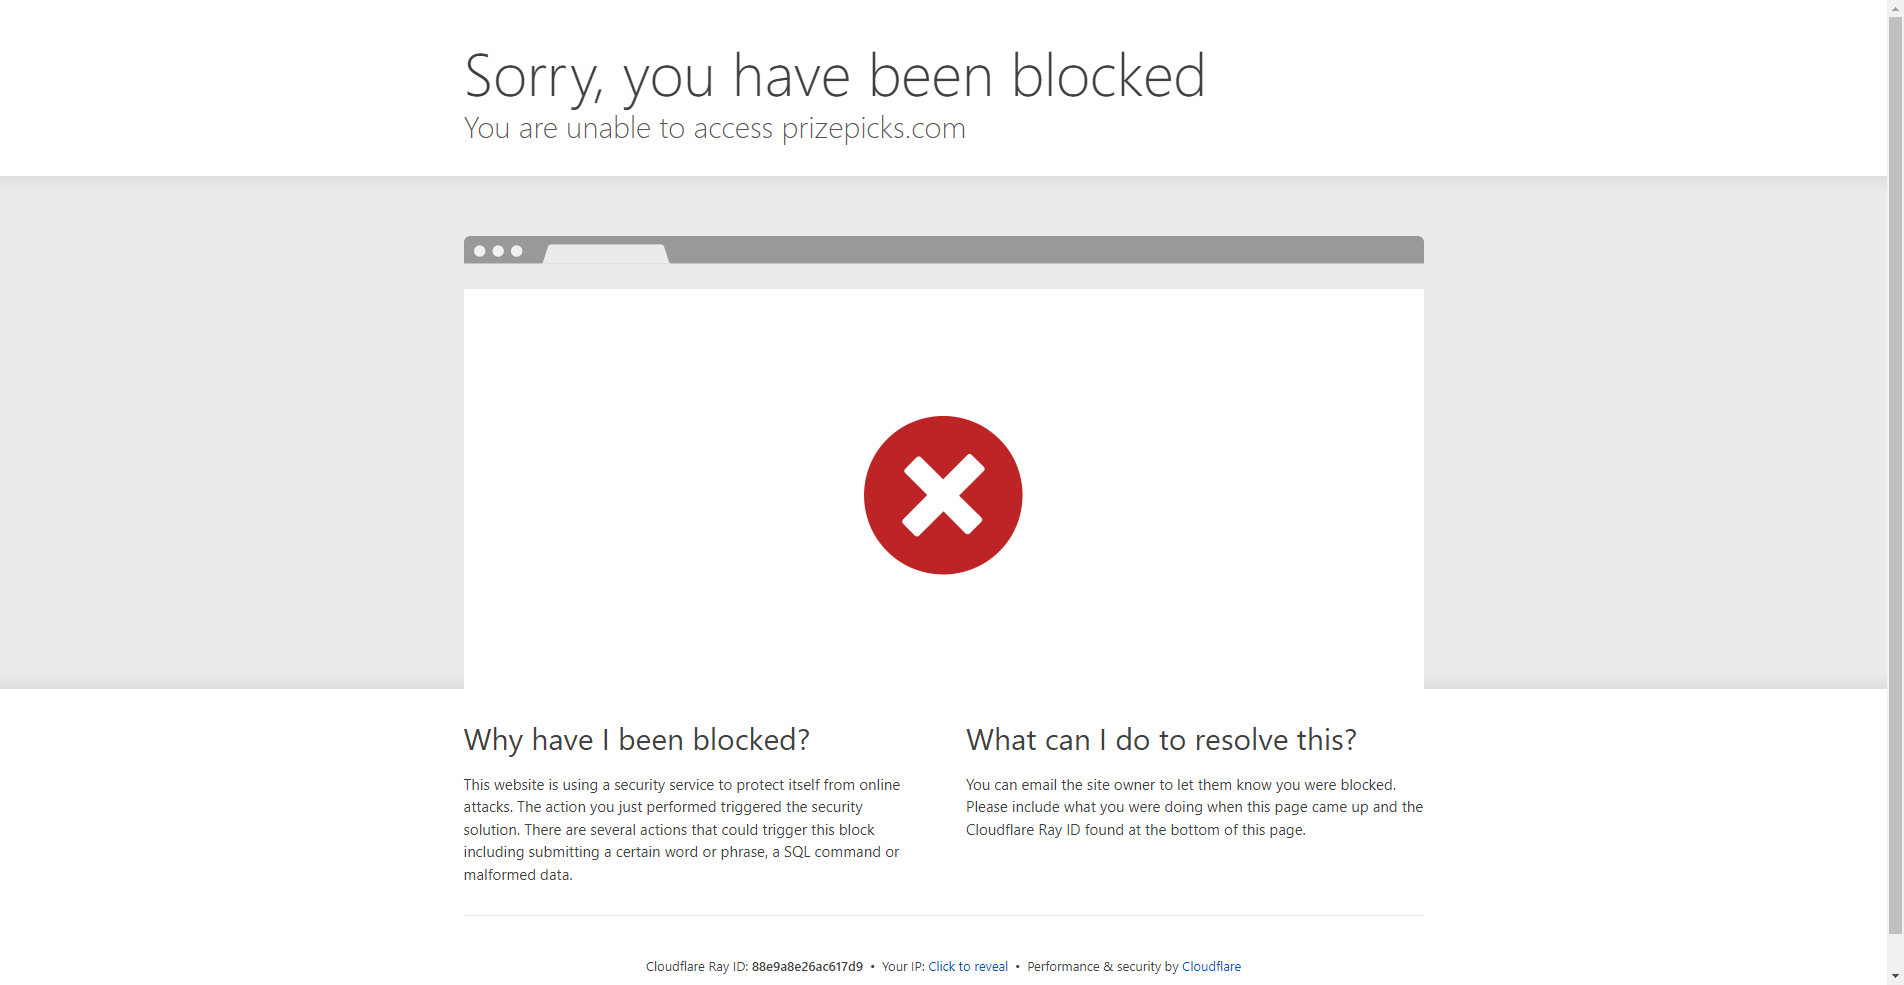 Sorry, you have been blocked
You are unable to access prizepicks.com
Why have I been blocked?
This website is using a security service to protect itself from online
attacks. The action you just performed triggered the security
solution. There are several actions that could trigger this block
including submitting a certain word or phrase, a SQL command or
malformed data.
What can I do to resolve this?
You can email the site owner to let them know you were blocked.
Please include what you were doing when this page came up and the
Cloudflare Ray ID found at the bottom of this page.
Cloudflare Ray ID: 88e9a8e26ac617d9 • Your IP: Click to reveal • Performance & security by Cloudflare